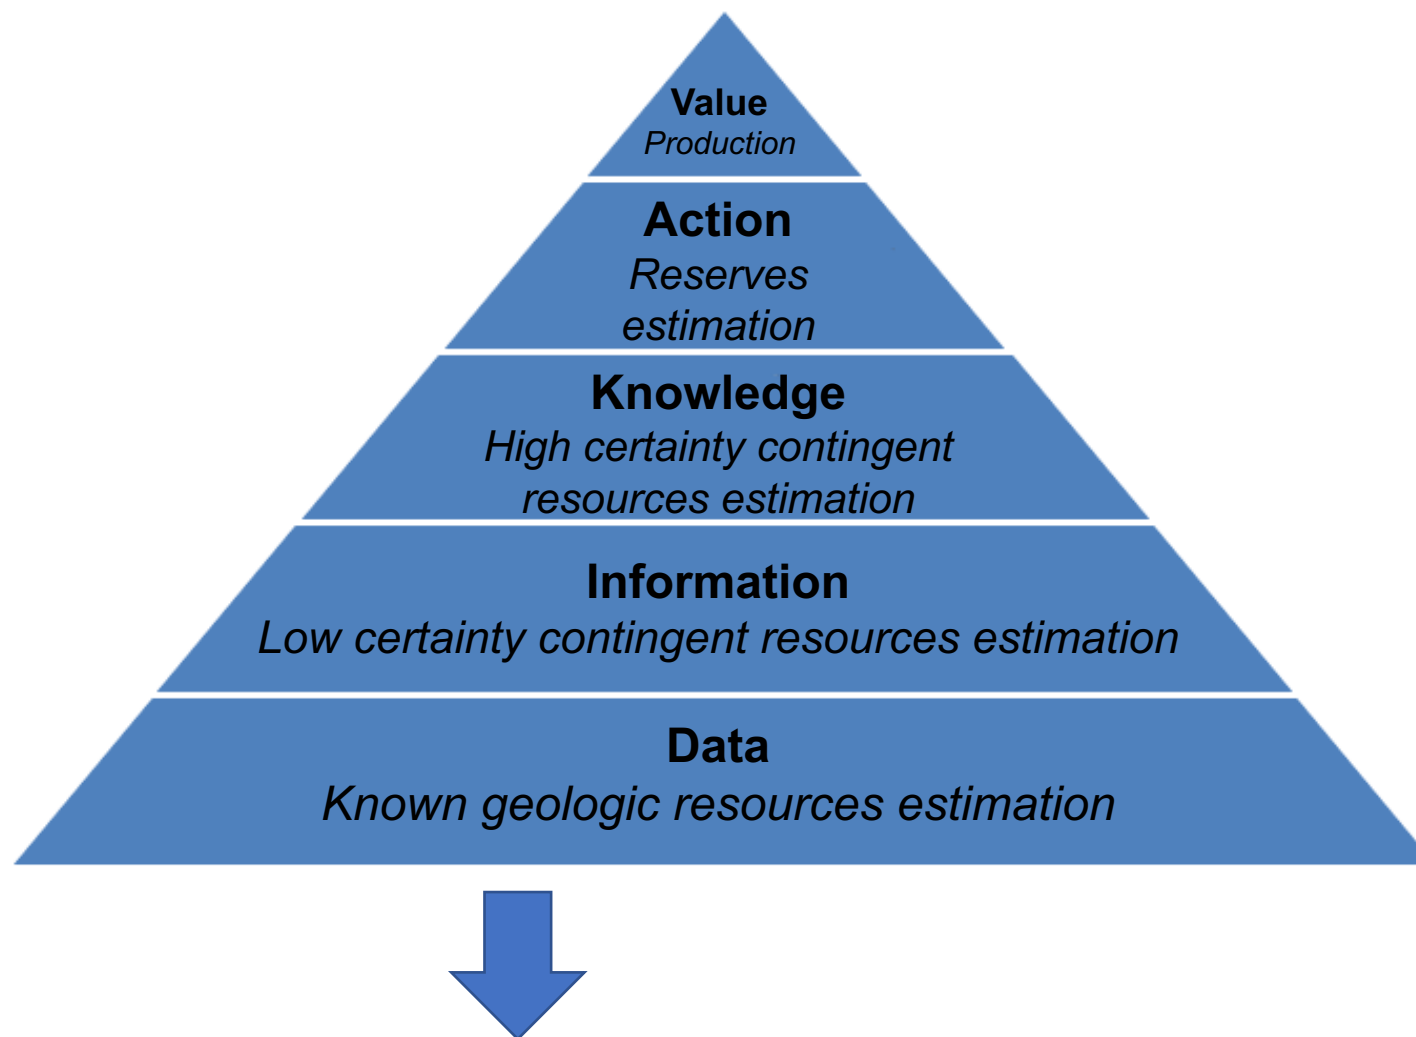 Value
Production
Action
Reserves
estimation
Knowledge
High certainty contingent
resources estimation
Information
Low certainty contingent resources estimation
Data
Known geologic resources estimation